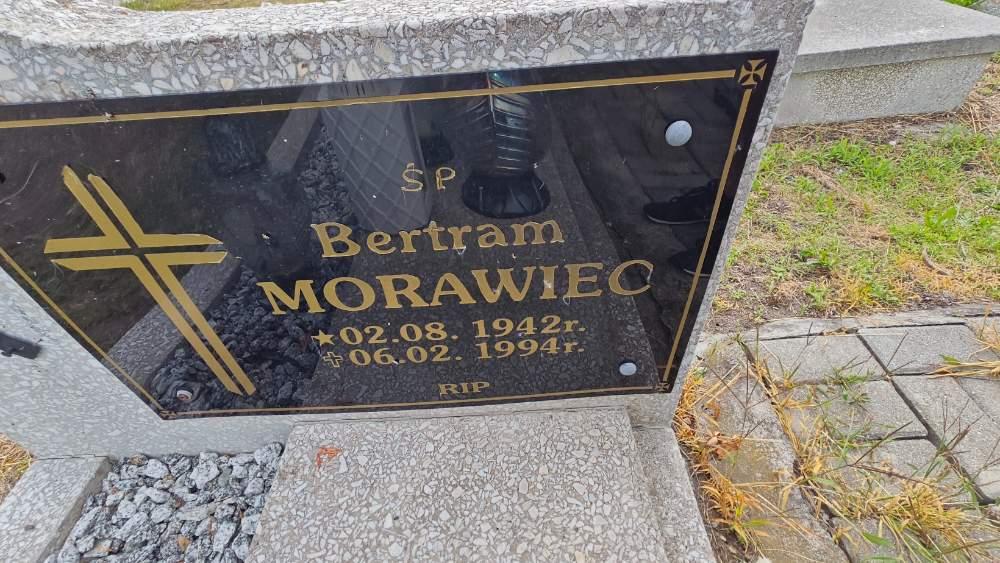 ŚP
Bertram
MORAWIEC
★ 02.08. 1942r.
✝ 06.02. 1994r.
RIP